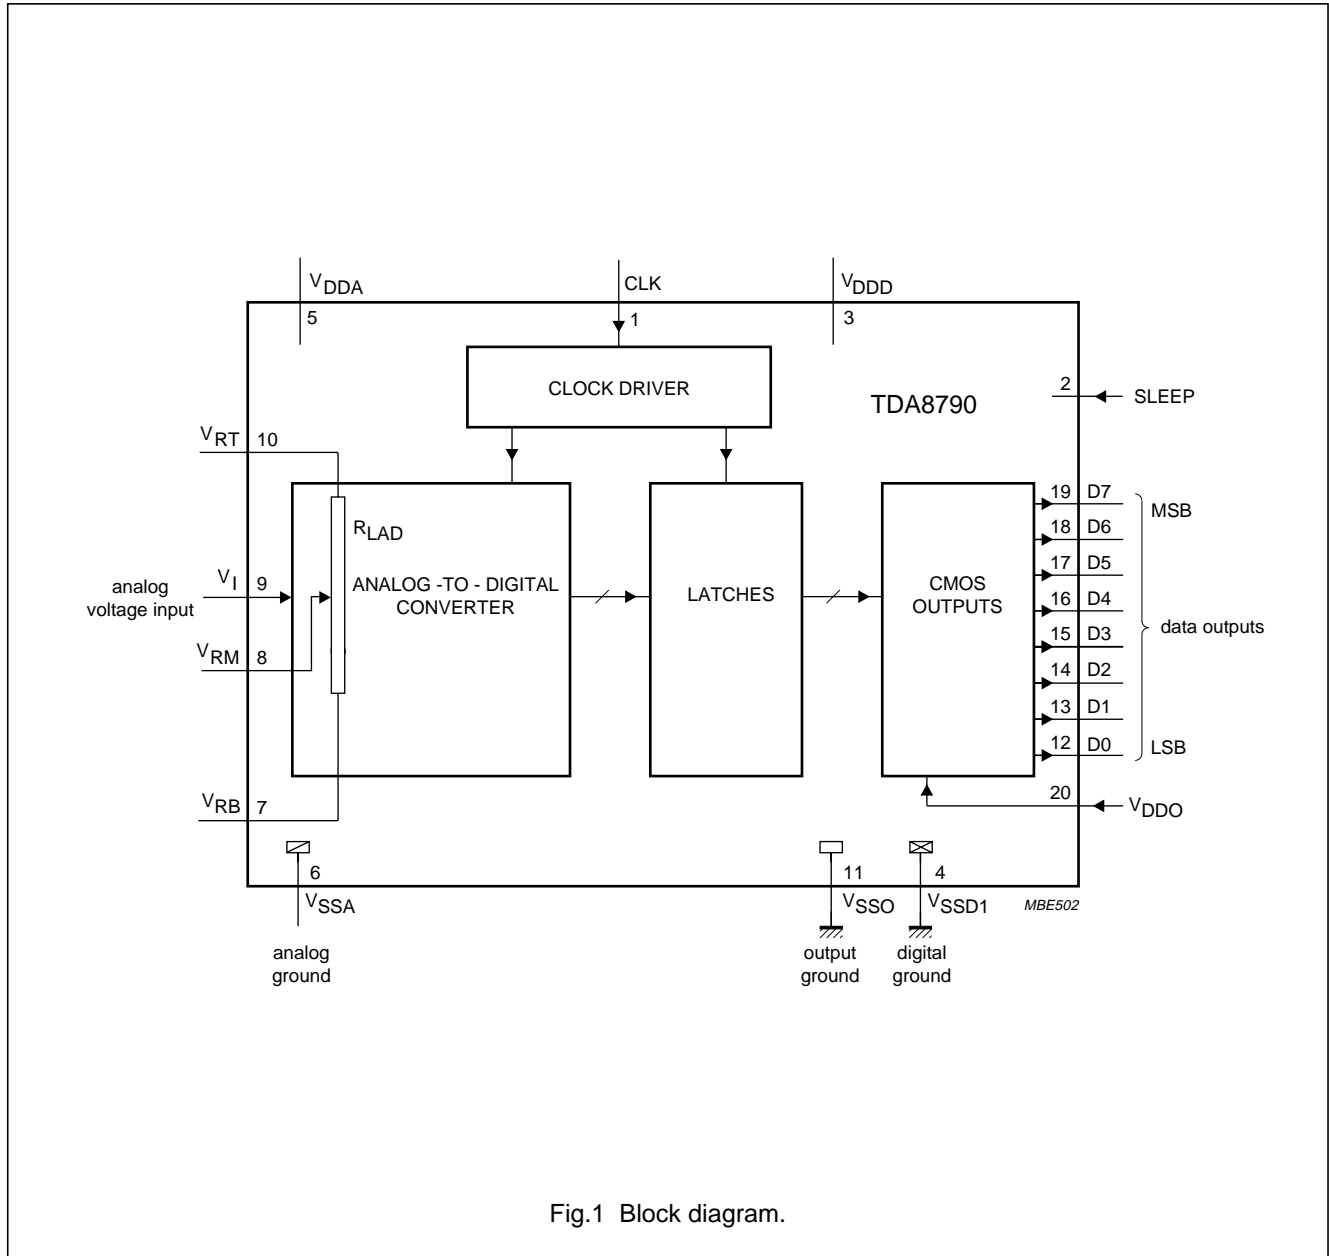 VDDA
5
CLK
1
VDDD
3
CLOCK DRIVER
TDA8790
2
SLEEP
VRT
10
RLAD
ANALOG -TO - DIGITAL
CONVERTER
analog
voltage input
VI
9
VRM
8
VRB
7
LATCHES
CMOS
OUTPUTS
19 D7
MSB
18 D6
17 D5
16 D4
15 D3
data outputs
14 D2
13 D1
12 D0
LSB
20
VDDO
6
VSSA
analog
ground
11
VSSO
output
ground
4
VSSD1
digital
ground
MBE502
Fig.1 Block diagram.